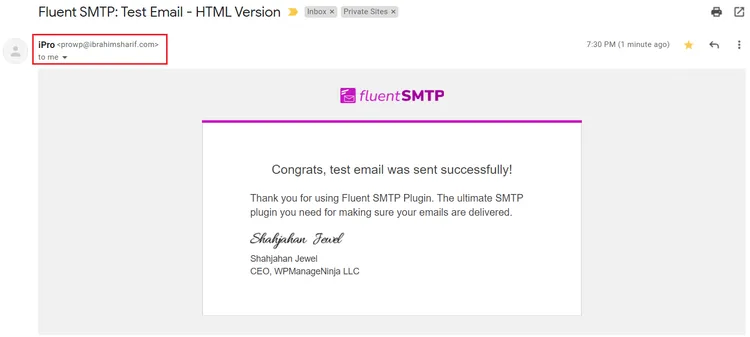 Fluent SMTP: Test Email - HTML Version Inbox × Private Sites ×
iPro <prowp@ibrahimsharif.com> 7:30 PM (1 minute ago)
to me
fluentSMTP
Congrats, test email was sent successfully!
Thank you for using Fluent SMTP Plugin. The ultimate SMTP
plugin you need for making sure your emails are delivered.
Shahjahan Jewel
Shahjahan Jewel
CEO, WPManageNinja LLC